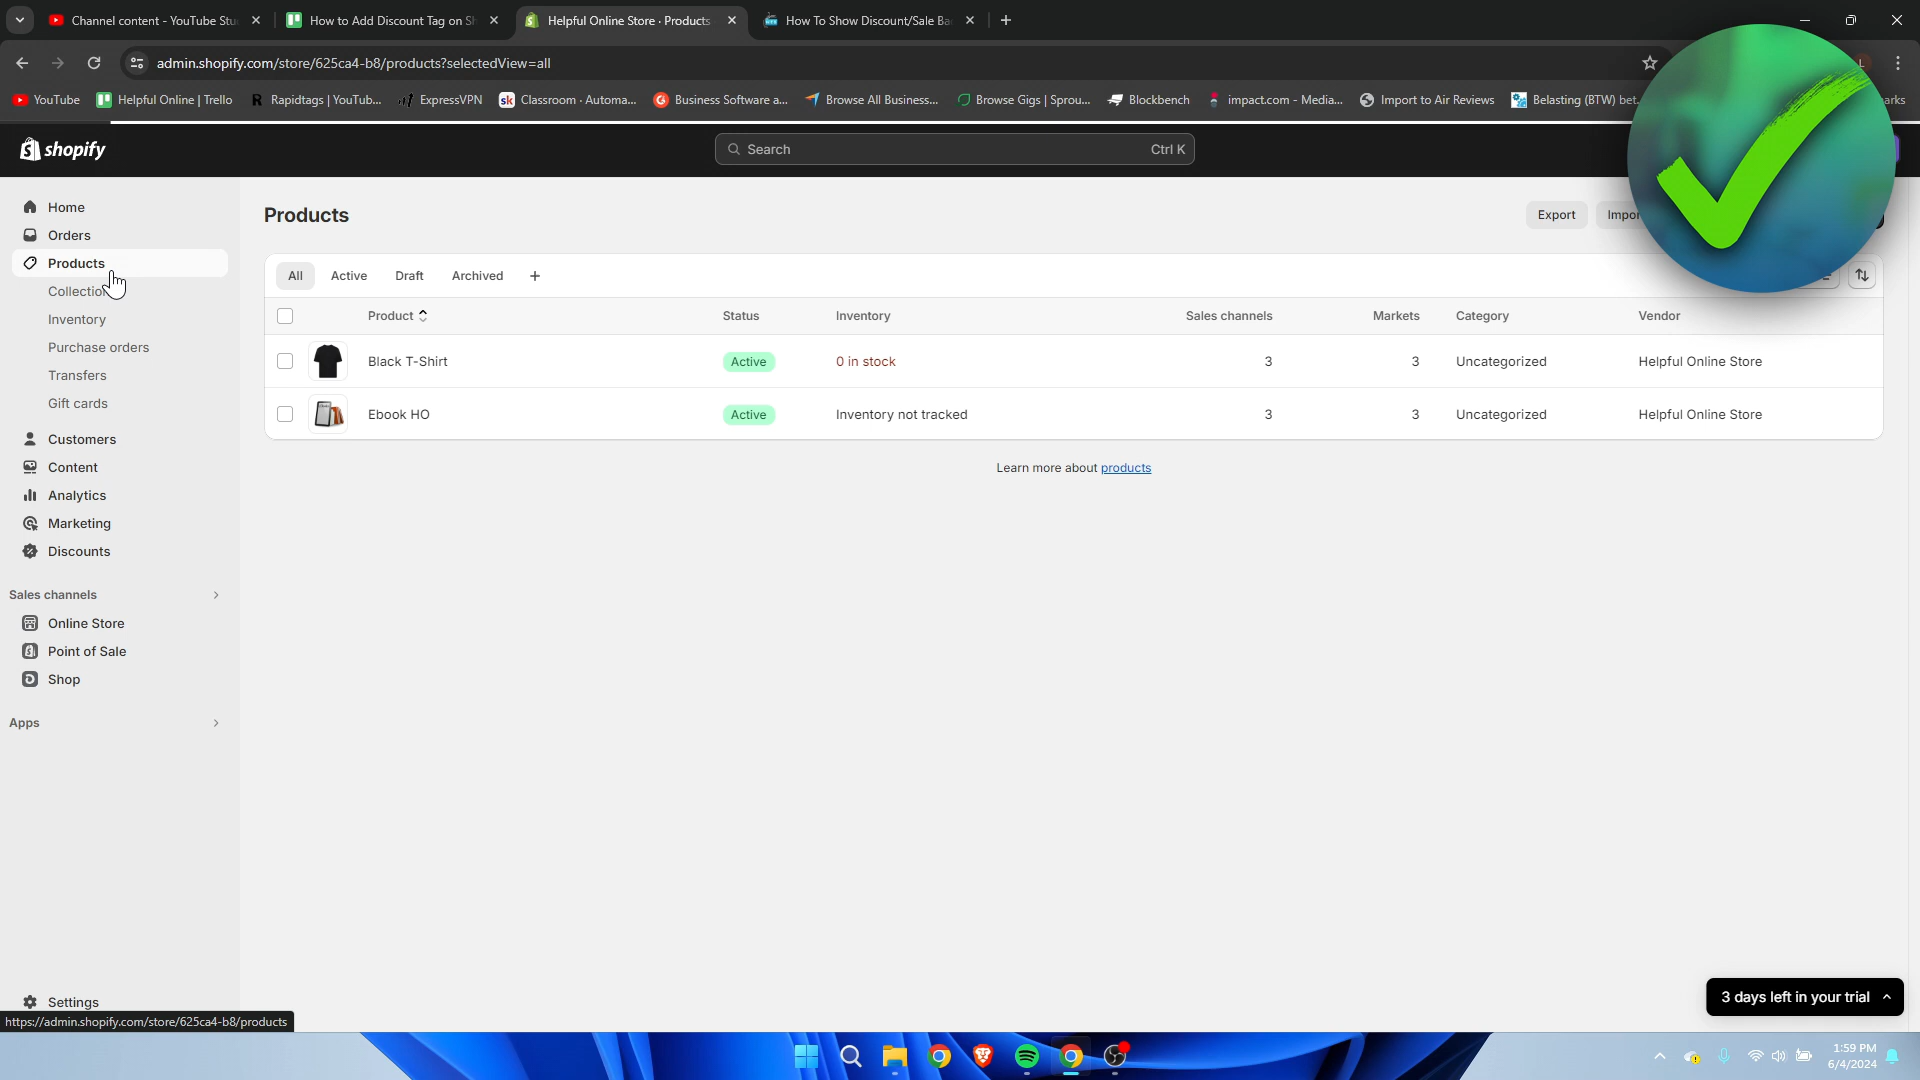 Channel content - YouTube Stu
How to Add Discount Tag on S
Helpful Online Store · Products
How To Show Discount/Sale Ba
admin.shopify.com/store/625ca4-b8/products?selectedView=all
YouTube
Helpful Online | Trello
Rapidtags | YouTub...
ExpressVPN
Classroom · Automa...
Business Software a...
Browse All Business...
Browse Gigs | Sprou...
Blockbench
impact.com - Media...
Import to Air Reviews
Belasting (BTW) bet.
arks
shopify
Search
Ctrl K
Home
Orders
Products
Collection
Inventory
Purchase orders
Transfers
Gift cards
Customers
Content
Analytics
Marketing
Discounts
Sales channels
Online Store
Point of Sale
Shop
Apps
Settings
Products
Export
Impor
All
Active
Draft
Archived
Product
Status
Inventory
Sales channels
Markets
Category
Vendor
Black T-Shirt
Active
0 in stock
3
3
Uncategorized
Helpful Online Store
Ebook HO
Active
Inventory not tracked
3
3
Uncategorized
Helpful Online Store
Learn more about products
3 days left in your trial
https://admin.shopify.com/store/625ca4-b8/products
1:59 PM
6/4/2024